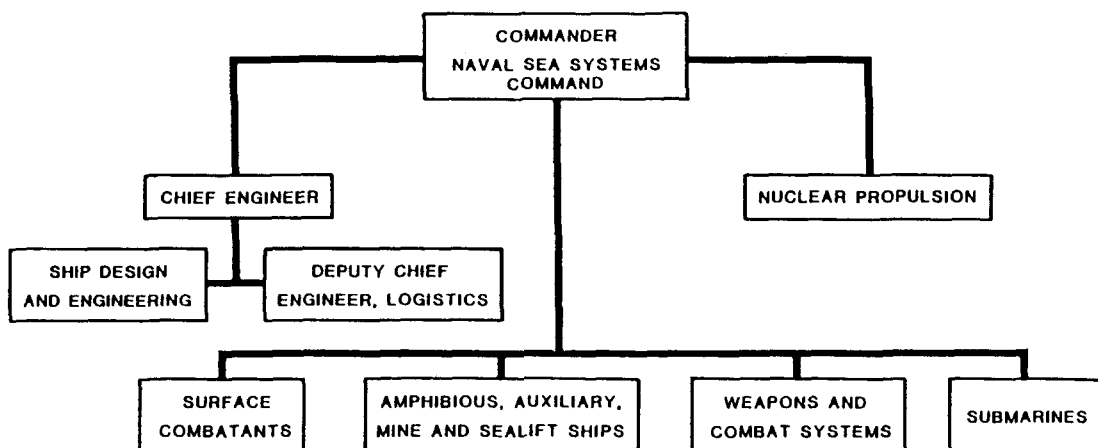 COMMANDER
NAVAL SEA SYSTEMS
COMMAND
CHIEF ENGINEER
NUCLEAR PROPULSION
SHIP DESIGN
AND ENGINEERING
DEPUTY CHIEF
ENGINEER, LOGISTICS
SURFACE
COMBATANTS
AMPHIBIOUS, AUXILIARY,
MINE AND SEALIFT SHIPS
WEAPONS AND
COMBAT SYSTEMS
SUBMARINES